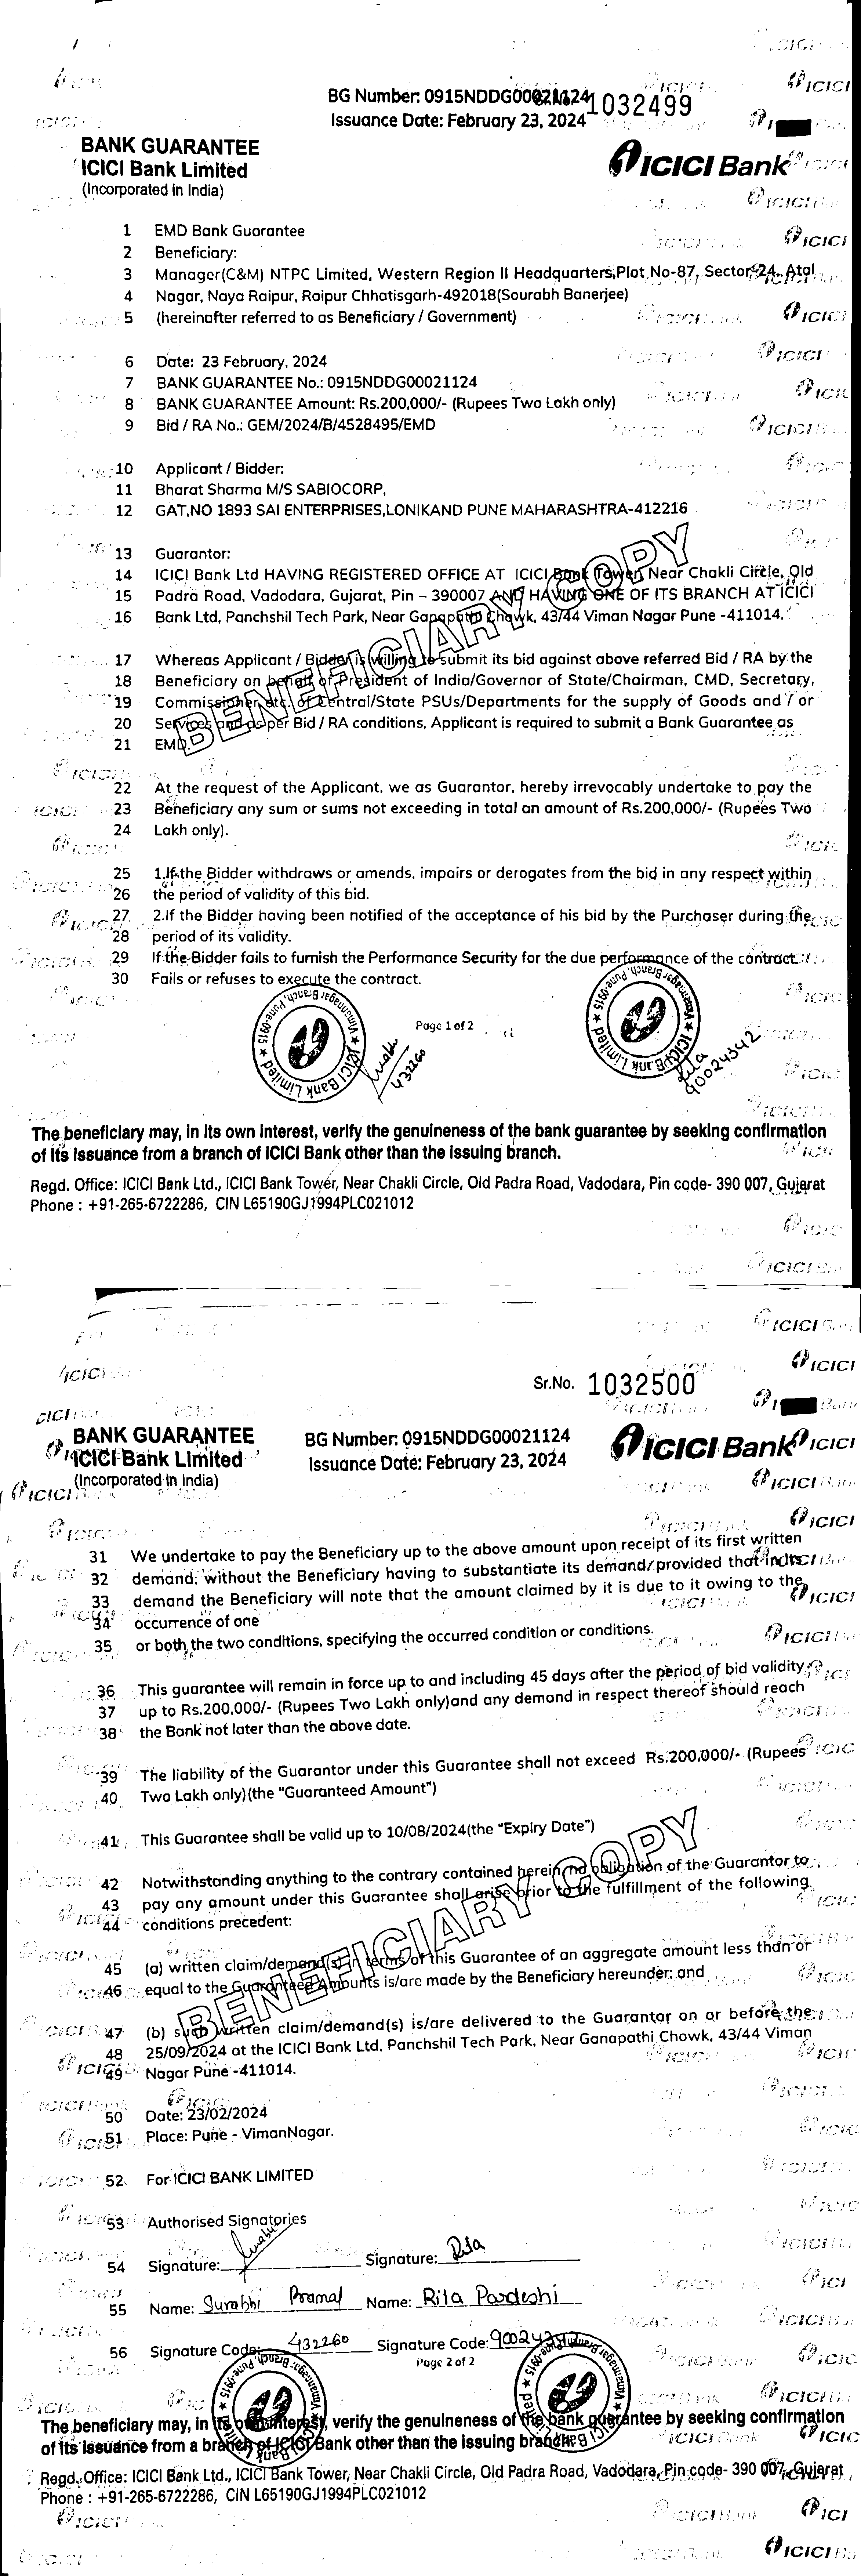 BG Number: 0915NDDG00021124
1032499
Issuance Date: February 23, 2024
BANK GUARANTEE
ICICI Bank Limited
(Incorporated in India)
ICICI Bank
1 EMD Bank Guarantee
2 Beneficiary:
3 Manager(C&M) NTPC Limited, Western Region II Headquarters,Plot No-87, Sector-24, Atal
4 Nagar, Naya Raipur, Raipur Chhatisgarh-492018(Sourabh Banerjee)
5 (hereinafter referred to as Beneficiary / Government)
6 Date: 23 February, 2024
7 BANK GUARANTEE No.: 0915NDDG00021124
8 BANK GUARANTEE Amount: Rs.200,000/- (Rupees Two Lakh only)
9 Bid / RA No.: GEM/2024/B/4528495/EMD
10 Applicant / Bidder:
11 Bharat Sharma M/S SABIOCORP,
12 GAT,NO 1893 SAI ENTERPRISES,LONIKAND PUNE MAHARASHTRA-412216
13 Guarantor:
14 ICICI Bank Ltd HAVING REGISTERED OFFICE AT ICICI Bank Tower, Near Chakli Circle, Old
15 Padra Road, Vadodara, Gujarat, Pin – 390007 AND HAVING ONE OF ITS BRANCH AT ICICI
16 Bank Ltd, Panchshil Tech Park, Near Ganapathi Chowk, 43/44 Viman Nagar Pune -411014.
BENEFICIARY COPY
17 Whereas Applicant / Bidder is willing to submit its bid against above referred Bid / RA by the
18 Beneficiary on behalf of President of India/Governor of State/Chairman, CMD, Secretary,
19 Commissioner etc. of Central/State PSUs/Departments for the supply of Goods and / or
20 Services and as per Bid / RA conditions, Applicant is required to submit a Bank Guarantee as
21 EMD.
22 At the request of the Applicant, we as Guarantor, hereby irrevocably undertake to pay the
23 Beneficiary any sum or sums not exceeding in total an amount of Rs.200,000/- (Rupees Two
24 Lakh only).
25 1.If the Bidder withdraws or amends, impairs or derogates from the bid in any respect within
26 the period of validity of this bid.
27 2.If the Bidder having been notified of the acceptance of his bid by the Purchaser during the
28 period of its validity.
29 If the Bidder fails to furnish the Performance Security for the due performance of the contract.
30 Fails or refuses to execute the contract.
Page 1 of 2
ICICI Bank Limited ★ Vimannagar Branch, Pune-0915 ★
432260
ICICI Bank Limited ★ Vimannagar Branch, Pune-0915 ★
Rila
90024342
The beneficiary may, in its own interest, verify the genuineness of the bank guarantee by seeking confirmation
of its issuance from a branch of ICICI Bank other than the issuing branch.
Regd. Office: ICICI Bank Ltd., ICICI Bank Tower, Near Chakli Circle, Old Padra Road, Vadodara, Pin code- 390 007, Gujarat
Phone : +91-265-6722286, CIN L65190GJ1994PLC021012
Sr.No. 1032500
BANK GUARANTEE
ICICI Bank Limited
(Incorporated in India)
BG Number: 0915NDDG00021124
Issuance Date: February 23, 2024
ICICI Bank
31 We undertake to pay the Beneficiary up to the above amount upon receipt of its first written
32 demand, without the Beneficiary having to substantiate its demand, provided that in its
33 demand the Beneficiary will note that the amount claimed by it is due to it owing to the
34 occurrence of one
35 or both the two conditions, specifying the occurred condition or conditions.
36 This guarantee will remain in force up to and including 45 days after the period of bid validity
37 up to Rs.200,000/- (Rupees Two Lakh only)and any demand in respect thereof should reach
38 the Bank not later than the above date.
39 The liability of the Guarantor under this Guarantee shall not exceed Rs.200,000/- (Rupees
40 Two Lakh only)(the "Guaranteed Amount")
41 This Guarantee shall be valid up to 10/08/2024(the "Expiry Date")
BENEFICIARY COPY
42 Notwithstanding anything to the contrary contained herein, no obligation of the Guarantor to
43 pay any amount under this Guarantee shall arise prior to the fulfillment of the following
44 conditions precedent:
45 (a) written claim/demand(s) in terms of this Guarantee of an aggregate amount less than or
46 equal to the Guaranteed Amounts is/are made by the Beneficiary hereunder; and
47 (b) such written claim/demand(s) is/are delivered to the Guarantor on or before the
48 25/09/2024 at the ICICI Bank Ltd, Panchshil Tech Park, Near Ganapathi Chowk, 43/44 Viman
49 Nagar Pune -411014.
50 Date: 23/02/2024
51 Place: Pune - VimanNagar.
52 For ICICI BANK LIMITED
53 Authorised Signatories
54 Signature: Signature: Rila
55 Name: Surabhi Name: Rila Pardeshi
56 Signature Code: 432260 Signature Code: 90024342
Page 2 of 2
The beneficiary may, in its own interest, verify the genuineness of the bank guarantee by seeking confirmation
of its issuance from a branch of ICICI Bank other than the issuing branch.
Regd. Office: ICICI Bank Ltd., ICICI Bank Tower, Near Chakli Circle, Old Padra Road, Vadodara, Pin code- 390 007, Gujarat
Phone : +91-265-6722286, CIN L65190GJ1994PLC021012